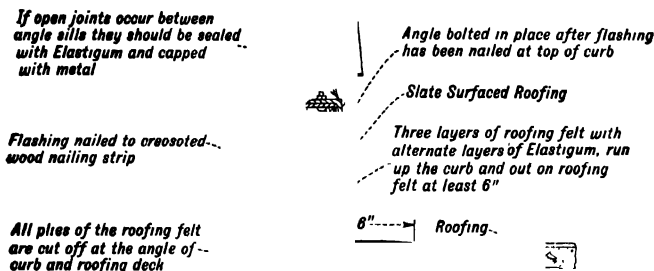 If open joints occur between
angle sills they should be sealed
with Elastigum and capped
with metal
Angle bolted in place after flashing
has been nailed at top of curb
Slate Surfaced Roofing
Flashing nailed to creosoted
wood nailing strip
Three layers of roofing felt with
alternate layers of Elastigum, run
up the curb and out on roofing
felt at least 6"
All plies of the roofing felt
are cut off at the angle of
curb and roofing deck
6"
Roofing